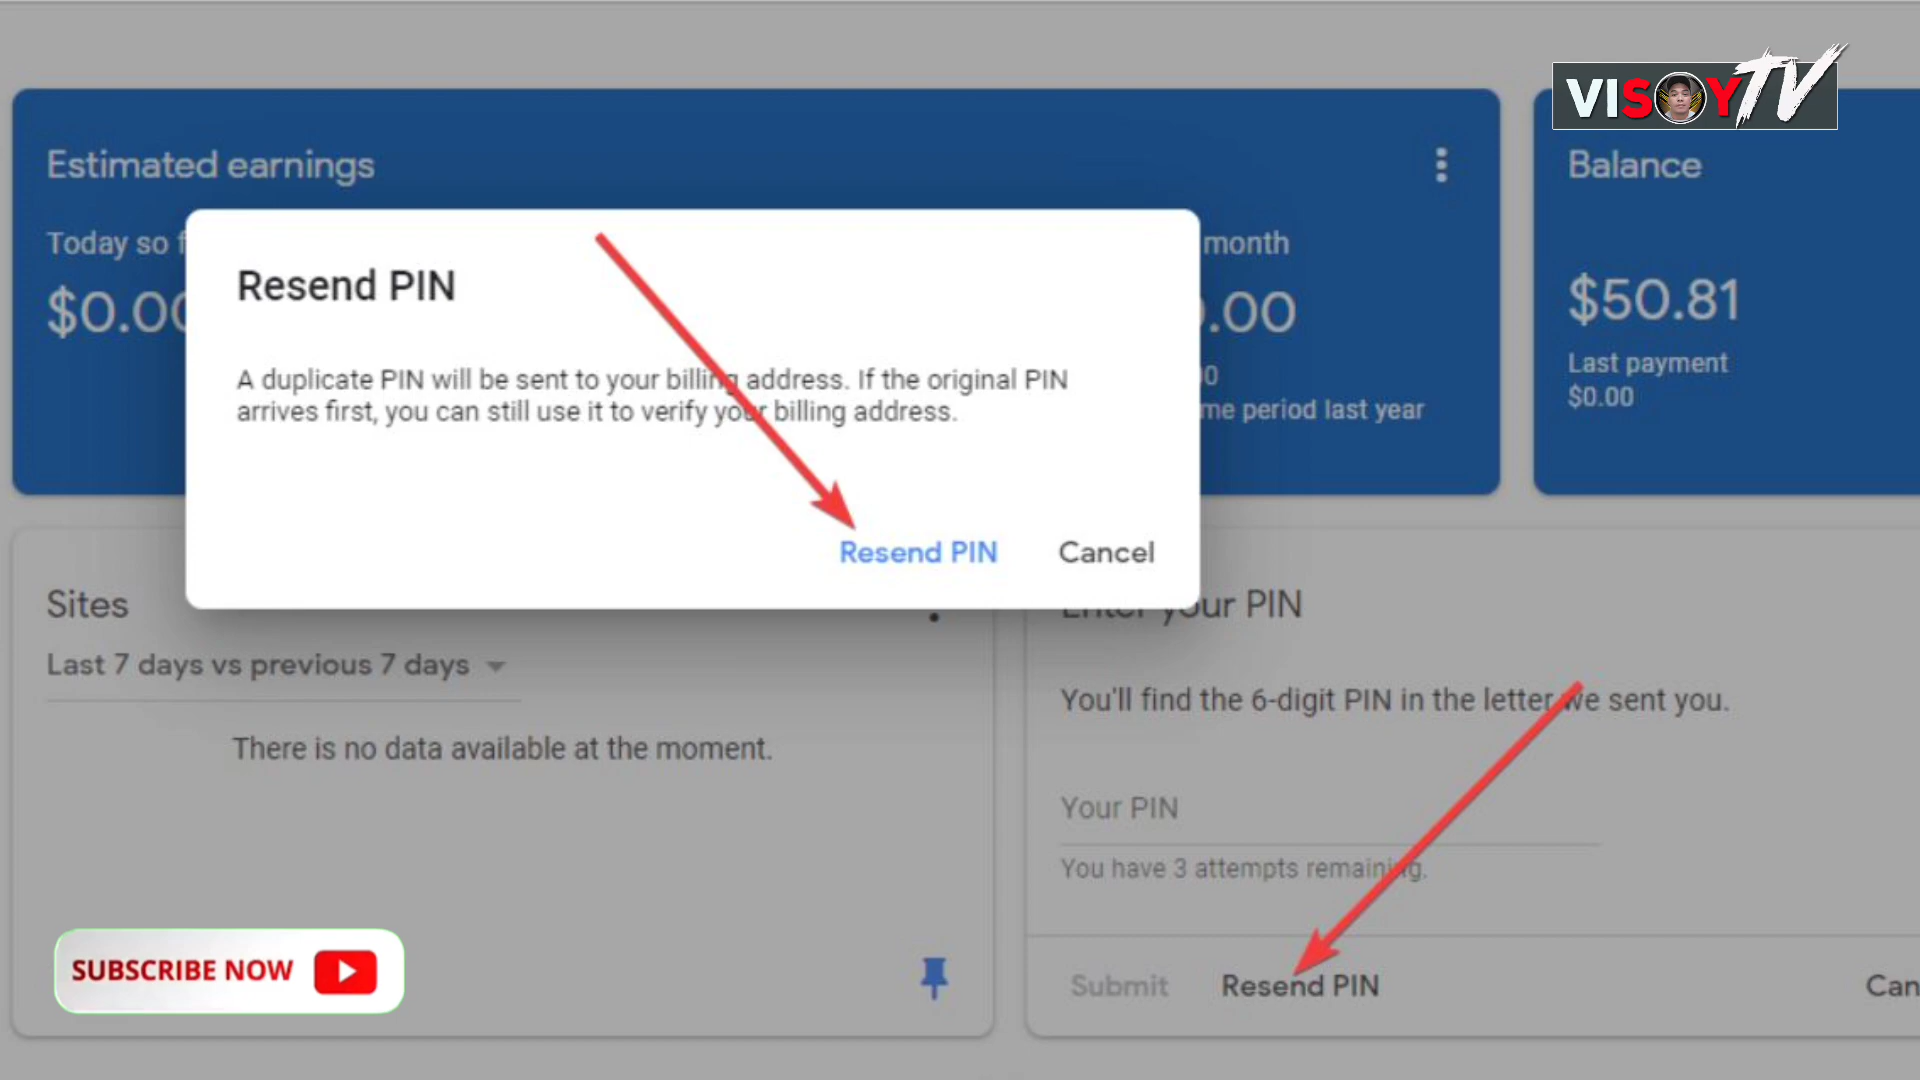 VISOYTV
Estimated earnings
Balance
Today so f
month
$0.00
.00
$50.81
Last payment
$0.00
me period last year
Resend PIN
A duplicate PIN will be sent to your billing address. If the original PIN
arrives first, you can still use it to verify your billing address.
Resend PIN
Cancel
Sites
Last 7 days vs previous 7 days
There is no data available at the moment.
Enter your PIN
You'll find the 6-digit PIN in the letter we sent you.
Your PIN
You have 3 attempts remaining.
Submit
Resend PIN
Can
SUBSCRIBE NOW